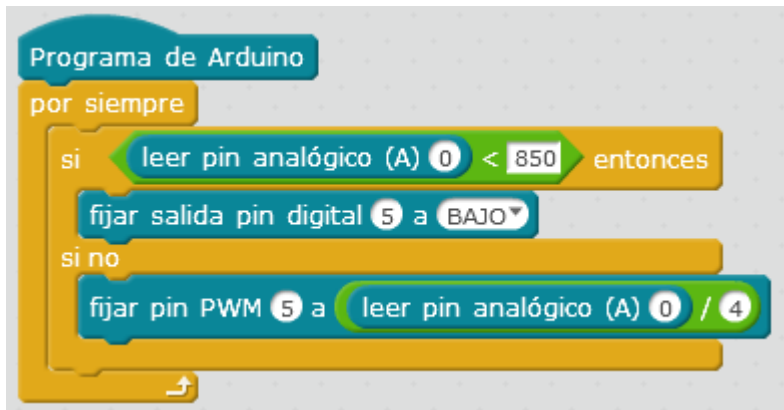 Programa de Arduino
por siempre
si leer pin analógico (A) 0 < 850 entonces
fijar salida pin digital 5 a BAJO
si no
fijar pin PWM 5 a leer pin analógico (A) 0 / 4